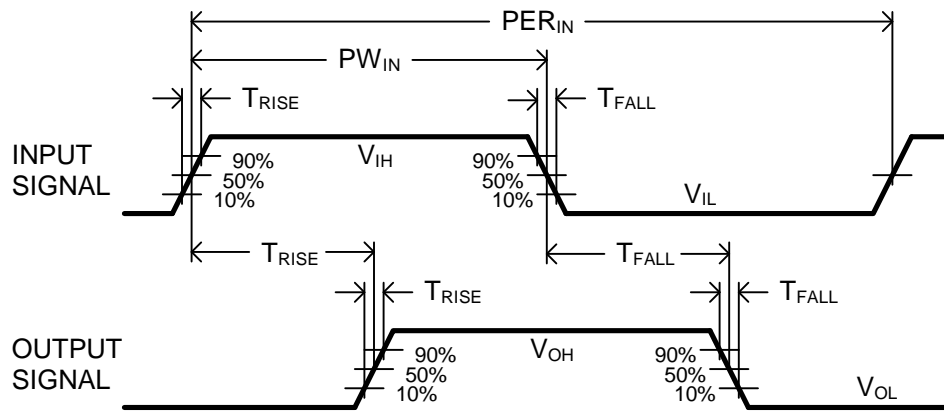 PER_IN
PW_IN
T_RISE
T_FALL
INPUT
SIGNAL
V_IH
90%
50%
10%
90%
50%
10%
V_IL
T_RISE
T_FALL
T_RISE
T_FALL
OUTPUT
SIGNAL
V_OH
90%
50%
10%
90%
50%
10%
V_OL